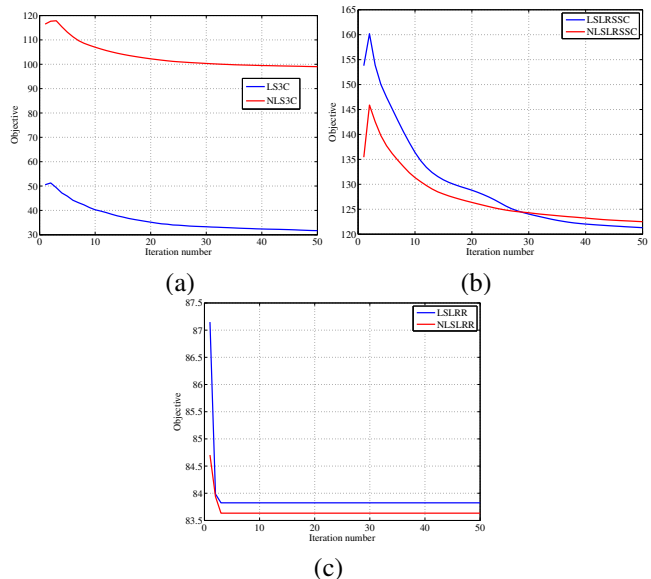 120
110
100
90
80
70
60
50
40
30
Objective
LS3C
NLS3C
0 10 20 30 40 50
Iteration number
(a)
165
160
155
150
145
140
135
130
125
120
Objective
LSLRSSC
NLSLRSSC
0 10 20 30 40 50
Iteration number
(b)
87.5
87
86.5
86
85.5
85
84.5
84
83.5
Objective
LSLRR
NLSLRR
0 10 20 30 40 50
Iteration number
(c)